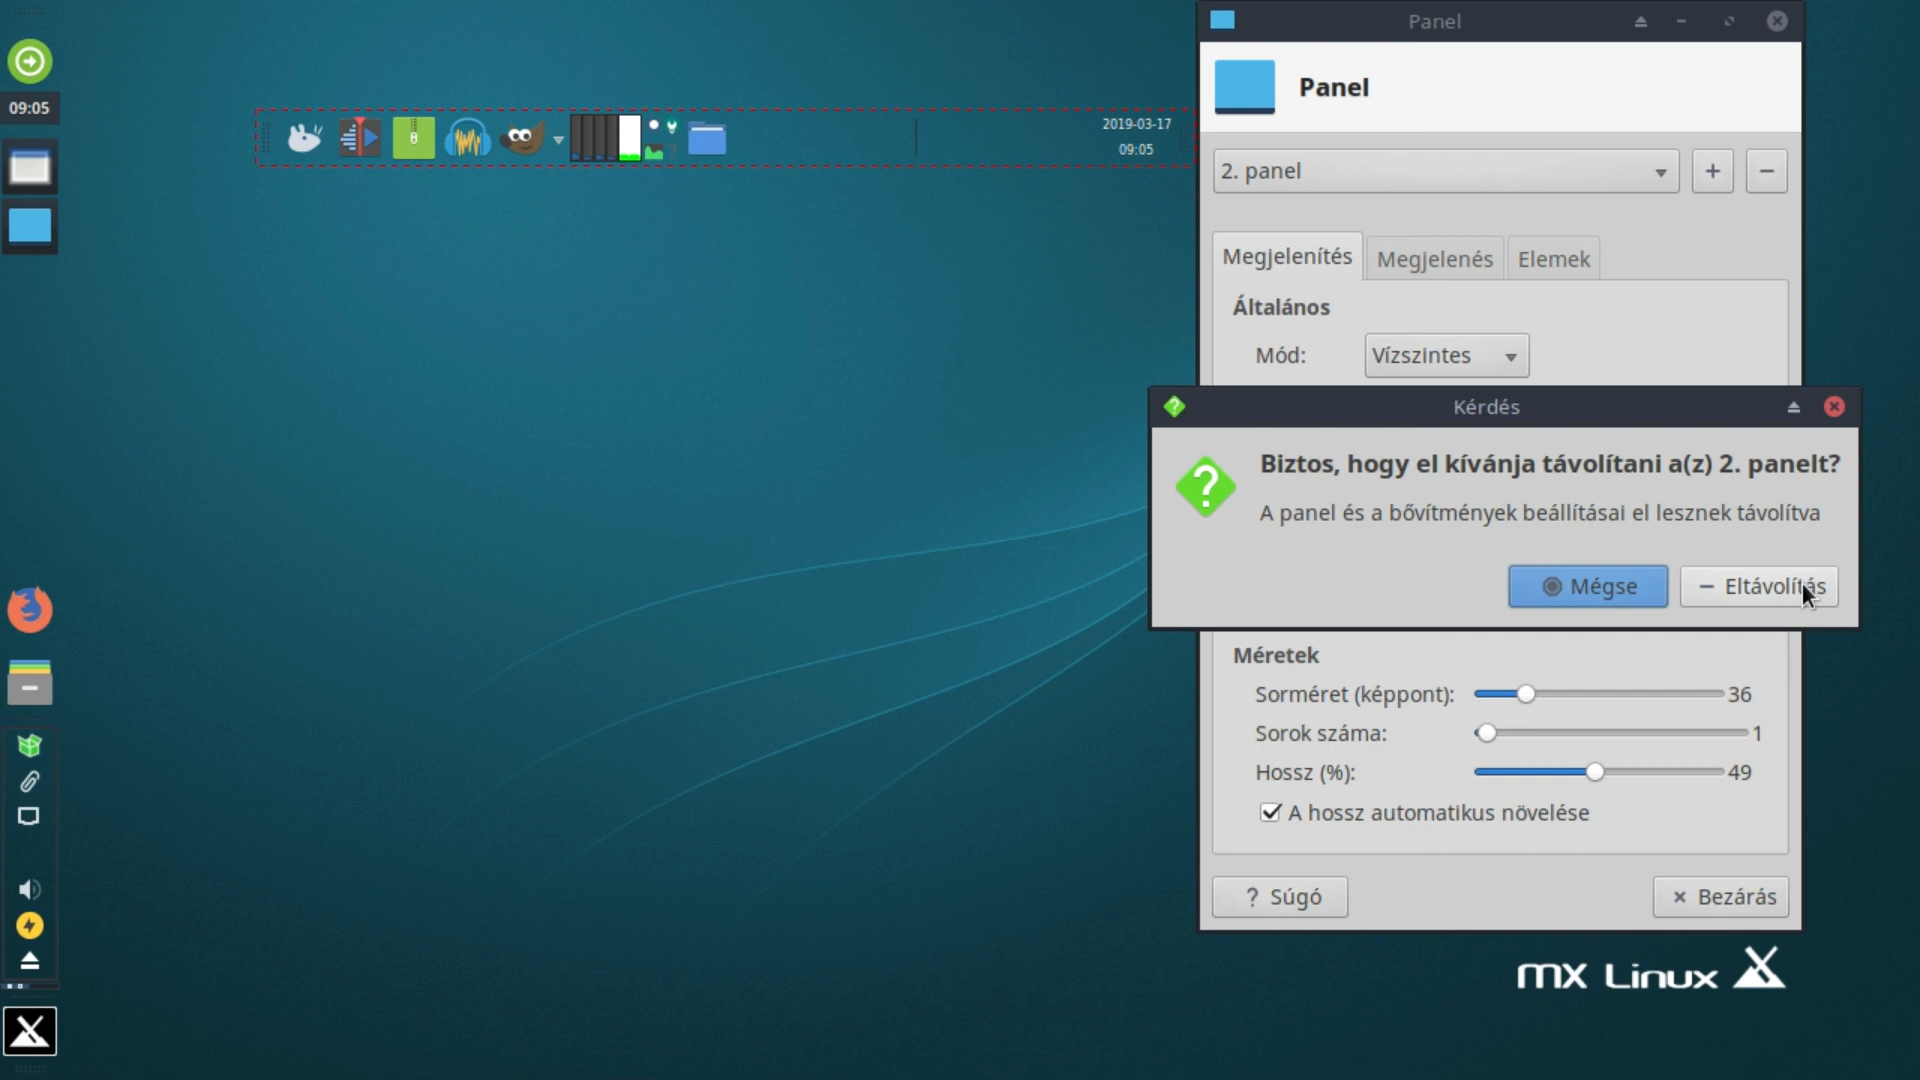 09:05
2019-03-17
09:05
Panel
Panel
2. panel
Megjelenítés
Megjelenés
Elemek
Általános
Mód:
Vízszintes
Kérdés
Biztos, hogy el kívánja távolítani a(z) 2. panelt?
A panel és a bővítmények beállításai el lesznek távolítva
Mégse
Eltávolítás
Méretek
Sorméret (képpont):
36
Sorok száma:
1
Hossz (%):
49
A hossz automatikus növelése
? Súgó
Bezárás
mx Linux